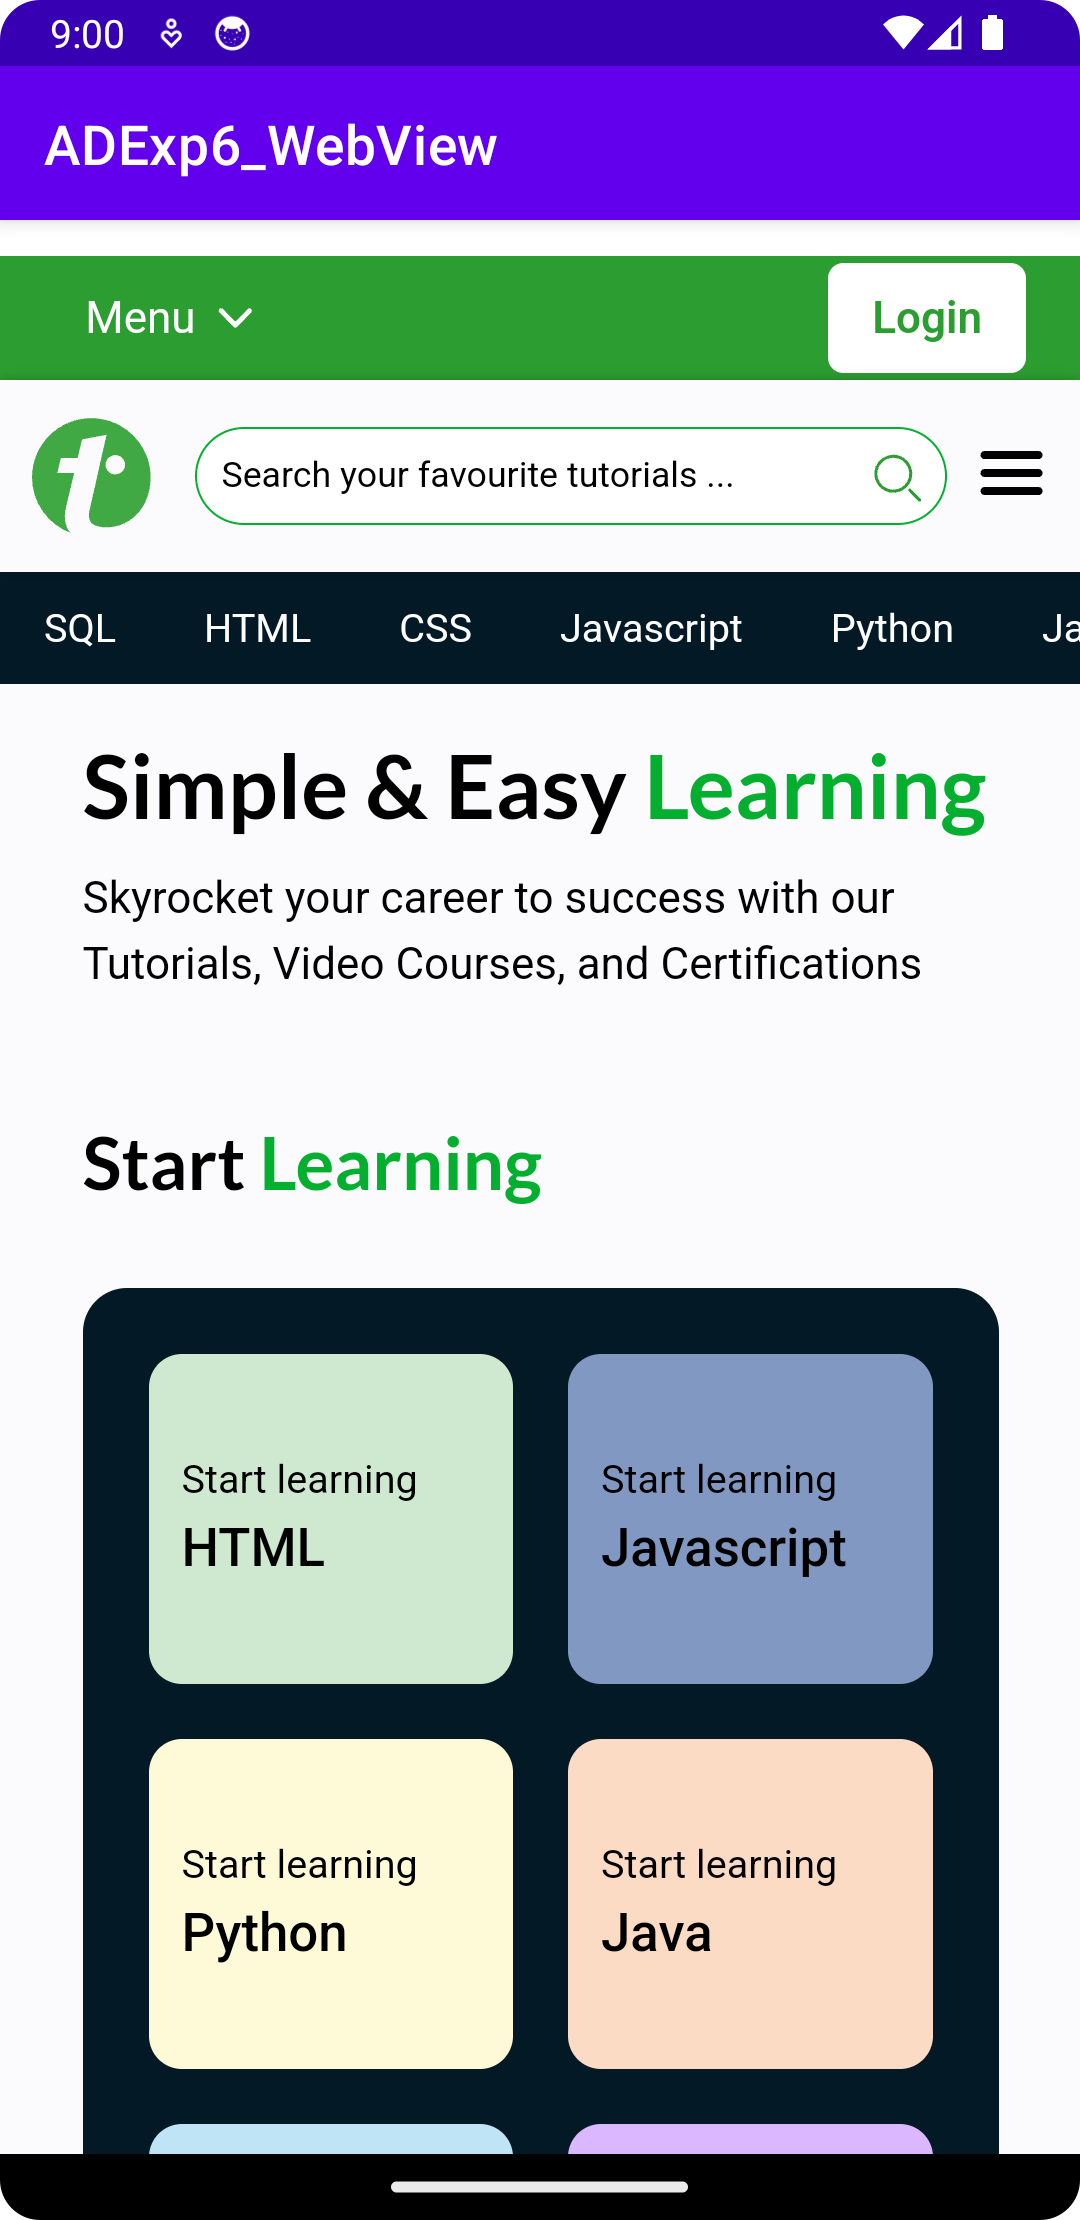 9:00
ADExp6_WebView
Menu
Login
Search your favourite tutorials ...
SQL HTML CSS Javascript Python Ja
Simple & Easy Learning
Skyrocket your career to success with our
Tutorials, Video Courses, and Certifications
Start Learning
Start learning
HTML
Start learning
Javascript
Start learning
Python
Start learning
Java